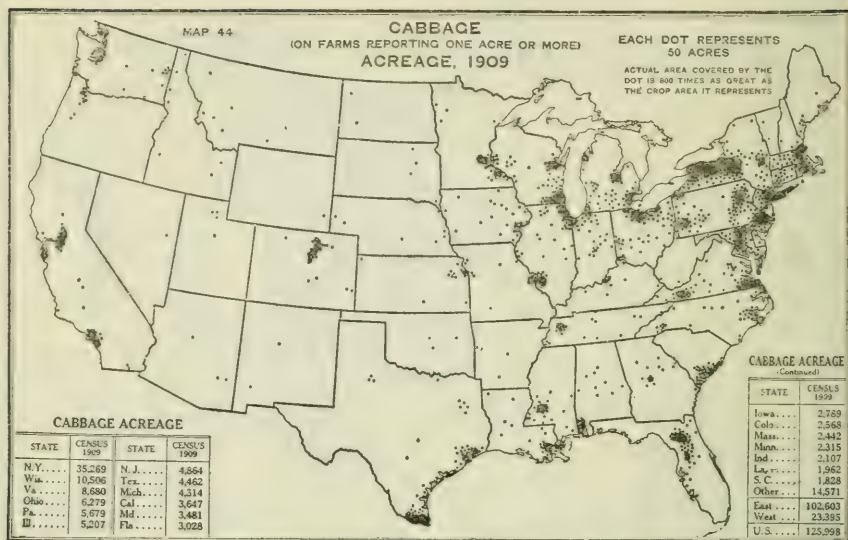 MAP 44
CABBAGE
(ON FARMS REPORTING ONE ACRE OR MORE)
ACREAGE, 1909
EACH DOT REPRESENTS
50 ACRES
ACTUAL AREA COVERED BY THE
DOT IS 800 TIMES AS GREAT AS
THE CROP AREA IT REPRESENTS
CABBAGE ACREAGE
STATE CENSUS 1909 STATE CENSUS 1909
N.Y..... 35,269 N.J..... 4,864
Wis..... 10,506 Tex..... 4,462
Va..... 8,680 Mich.... 4,314
Ohio.... 6,279 Cal..... 3,647
Pa..... 5,679 Md..... 3,481
Ill..... 5,207 Fla..... 3,028
CABBAGE ACREAGE
(Continued)
STATE CENSUS 1909
Iowa.... 2,789
Colo.... 2,568
Mass.... 2,442
Minn.... 2,315
Ind..... 2,107
La..... 1,962
S.C..... 1,828
Other... 14,571
East.... 102,603
West.... 23,395
U.S..... 125,998